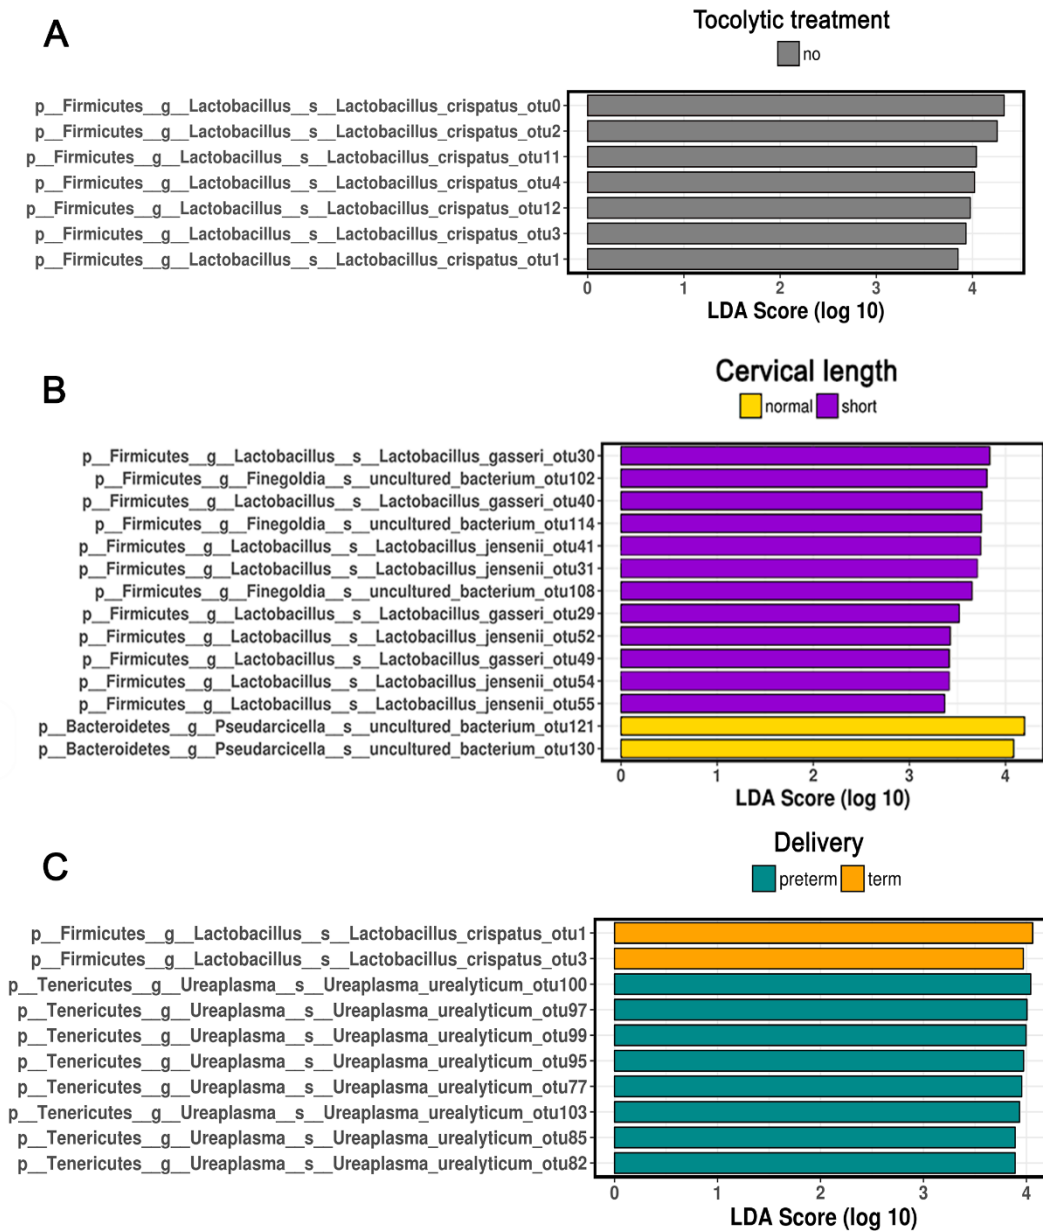 A
Tocolytic treatment
no
p__Firmicutes__g__Lactobacillus__s__Lactobacillus_crispatus_otu0
p__Firmicutes__g__Lactobacillus__s__Lactobacillus_crispatus_otu2
p__Firmicutes__g__Lactobacillus__s__Lactobacillus_crispatus_otu11
p__Firmicutes__g__Lactobacillus__s__Lactobacillus_crispatus_otu4
p__Firmicutes__g__Lactobacillus__s__Lactobacillus_crispatus_otu12
p__Firmicutes__g__Lactobacillus__s__Lactobacillus_crispatus_otu3
p__Firmicutes__g__Lactobacillus__s__Lactobacillus_crispatus_otu1
0 1 2 3 4
LDA Score (log 10)
B
Cervical length
normal short
p__Firmicutes__g__Lactobacillus__s__Lactobacillus_gasseri_otu30
p__Firmicutes__g__Finegoldia__s__uncultured_bacterium_otu102
p__Firmicutes__g__Lactobacillus__s__Lactobacillus_gasseri_otu40
p__Firmicutes__g__Finegoldia__s__uncultured_bacterium_otu114
p__Firmicutes__g__Lactobacillus__s__Lactobacillus_jensenii_otu41
p__Firmicutes__g__Lactobacillus__s__Lactobacillus_jensenii_otu31
p__Firmicutes__g__Finegoldia__s__uncultured_bacterium_otu108
p__Firmicutes__g__Lactobacillus__s__Lactobacillus_gasseri_otu29
p__Firmicutes__g__Lactobacillus__s__Lactobacillus_jensenii_otu52
p__Firmicutes__g__Lactobacillus__s__Lactobacillus_gasseri_otu49
p__Firmicutes__g__Lactobacillus__s__Lactobacillus_jensenii_otu54
p__Firmicutes__g__Lactobacillus__s__Lactobacillus_jensenii_otu55
p__Bacteroidetes__g__Pseudarcicella__s__uncultured_bacterium_otu121
p__Bacteroidetes__g__Pseudarcicella__s__uncultured_bacterium_otu130
0 1 2 3 4
LDA Score (log 10)
C
Delivery
preterm term
p__Firmicutes__g__Lactobacillus__s__Lactobacillus_crispatus_otu1
p__Firmicutes__g__Lactobacillus__s__Lactobacillus_crispatus_otu3
p__Tenericutes__g__Ureaplasma__s__Ureaplasma_urealyticum_otu100
p__Tenericutes__g__Ureaplasma__s__Ureaplasma_urealyticum_otu97
p__Tenericutes__g__Ureaplasma__s__Ureaplasma_urealyticum_otu99
p__Tenericutes__g__Ureaplasma__s__Ureaplasma_urealyticum_otu95
p__Tenericutes__g__Ureaplasma__s__Ureaplasma_urealyticum_otu77
p__Tenericutes__g__Ureaplasma__s__Ureaplasma_urealyticum_otu103
p__Tenericutes__g__Ureaplasma__s__Ureaplasma_urealyticum_otu85
p__Tenericutes__g__Ureaplasma__s__Ureaplasma_urealyticum_otu82
0 1 2 3 4
LDA Score (log 10)